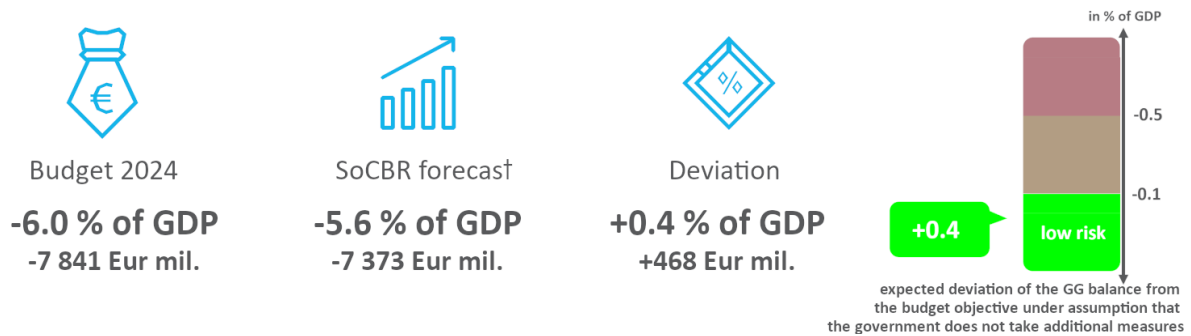 €
Budget 2024
-6.0 % of GDP
-7 841 Eur mil.
SoCBR forecast†
-5.6 % of GDP
-7 373 Eur mil.
%
Deviation
+0.4 % of GDP
+468 Eur mil.
in % of GDP
-0.5
-0.1
+0.4
low risk
expected deviation of the GG balance from
the budget objective under assumption that
the government does not take additional measures